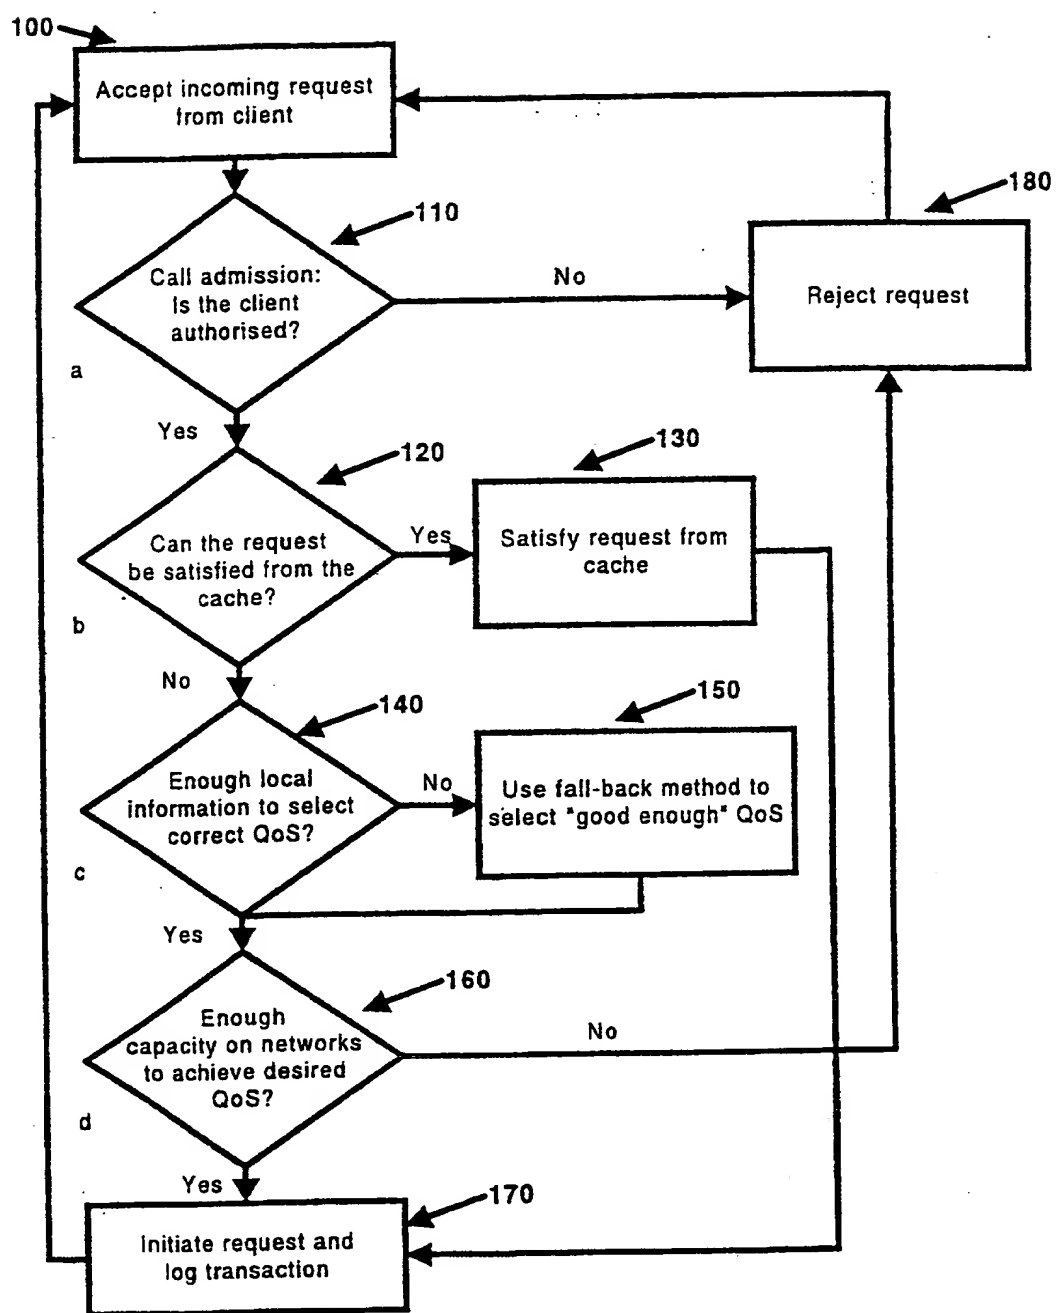 100
Accept incoming request
from client
110
180
Call admission:
Is the client
authorised?
No
Reject request
a
Yes
120
130
Can the request
be satisfied from the
cache?
Yes
Satisfy request from
cache
b
No
140
150
Enough local
information to select
correct QoS?
No
Use fall-back method to
select "good enough" QoS
c
Yes
160
Enough
capacity on networks
to achieve desired
QoS?
No
d
Yes
170
Initiate request and
log transaction